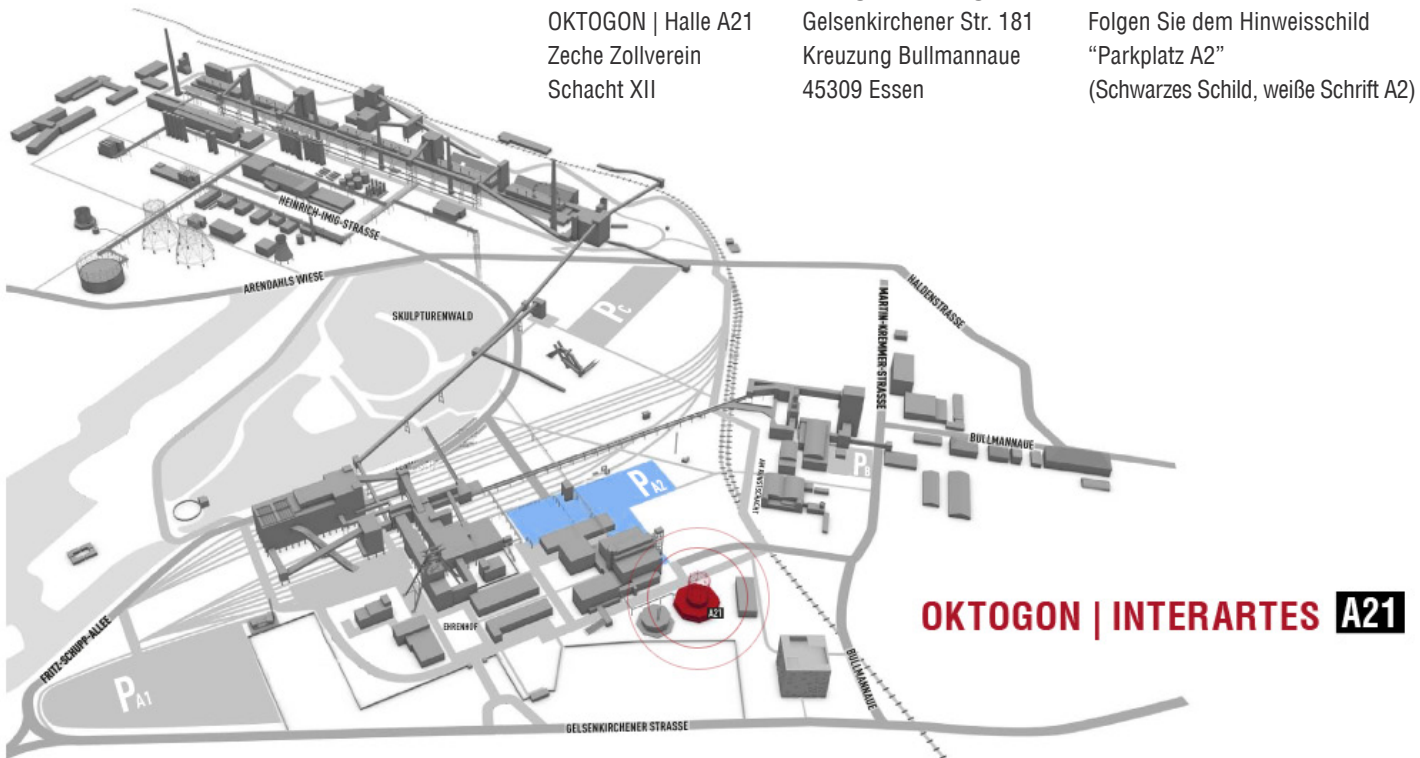 OKTOGON | Halle A21
Zeche Zollverein
Schacht XII
Gelsenkirchener Str. 181
Kreuzung Bullmannaue
45309 Essen
Folgen Sie dem Hinweisschild
“Parkplatz A2”
(Schwarzes Schild, weiße Schrift A2)
HEINRICH-IMIG-STRASSE
ARENDAHLS WIESE
SKULPTURENWALD
PC
HALDENSTRASSE
MARTIN-KREMMER-STRASSE
BULLMANNAUE
PB
PA2
A21
OKTOGON | INTERARTES A21
EHRENHOF
FRITZ-SCHUPP-ALLEE
PA1
BULLMANNAUE
GELSENKIRCHENER STRASSE